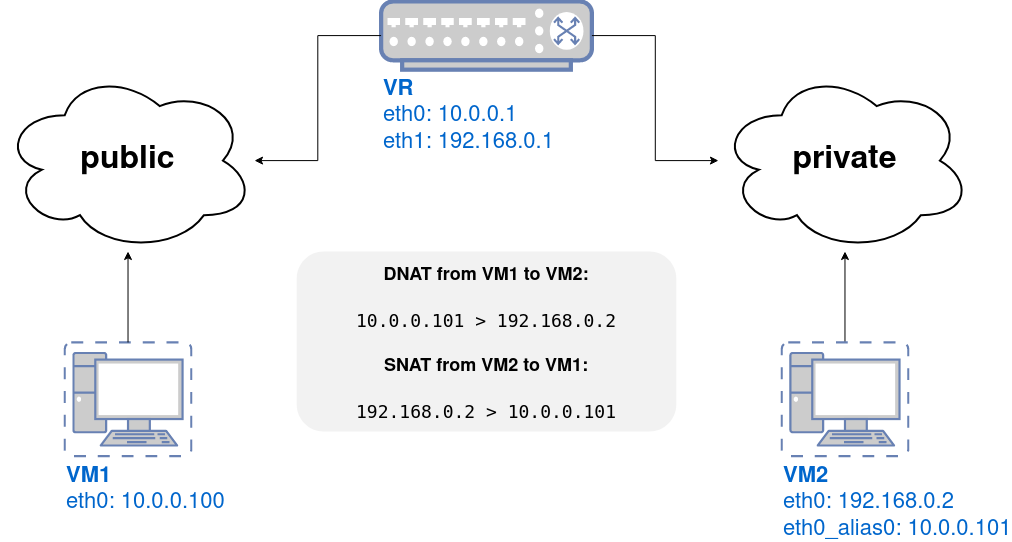 VR
eth0: 10.0.0.1
eth1: 192.168.0.1
public
private
DNAT from VM1 to VM2:
10.0.0.101 > 192.168.0.2
SNAT from VM2 to VM1:
192.168.0.2 > 10.0.0.101
VM1
eth0: 10.0.0.100
VM2
eth0: 192.168.0.2
eth0_alias0: 10.0.0.101